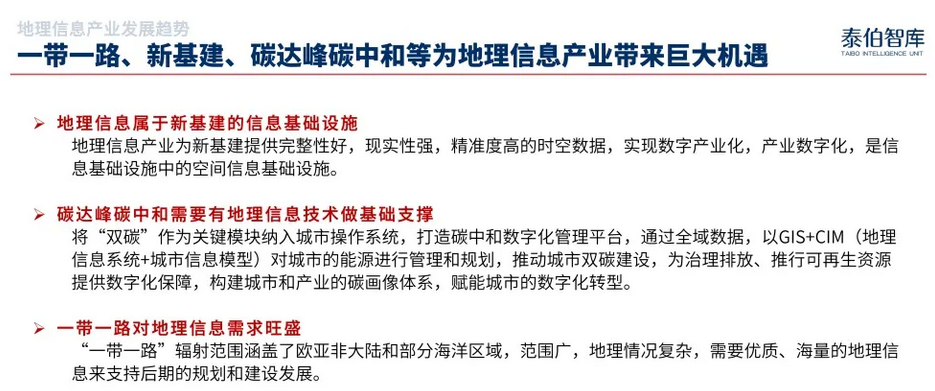 地理信息产业发展趋势
一带一路、新基建、碳达峰碳中和等为地理信息产业带来巨大机遇
泰伯智库
TAIBO INTELLIGENCE UNIT
地理信息属于新基建的信息基础设施
地理信息产业为新基建提供完整性好，现实性强，精准度高的时空数据，实现数字产业化，产业数字化，是信
息基础设施中的空间信息基础设施。
碳达峰碳中和需要有地理信息技术做基础支撑
将“双碳”作为关键模块纳入城市操作系统，打造碳中和数字化管理平台，通过全域数据，以GIS+CIM（地理
信息系统+城市信息模型）对城市的能源进行管理和规划，推动城市双碳建设，为治理排放、推行可再生资源
提供数字化保障，构建城市和产业的碳画像体系，赋能城市的数字化转型。
一带一路对地理信息需求旺盛
“一带一路”辐射范围涵盖了欧亚非大陆和部分海洋区域，范围广，地理情况复杂，需要优质、海量的地理信
息来支持后期的规划和建设发展。